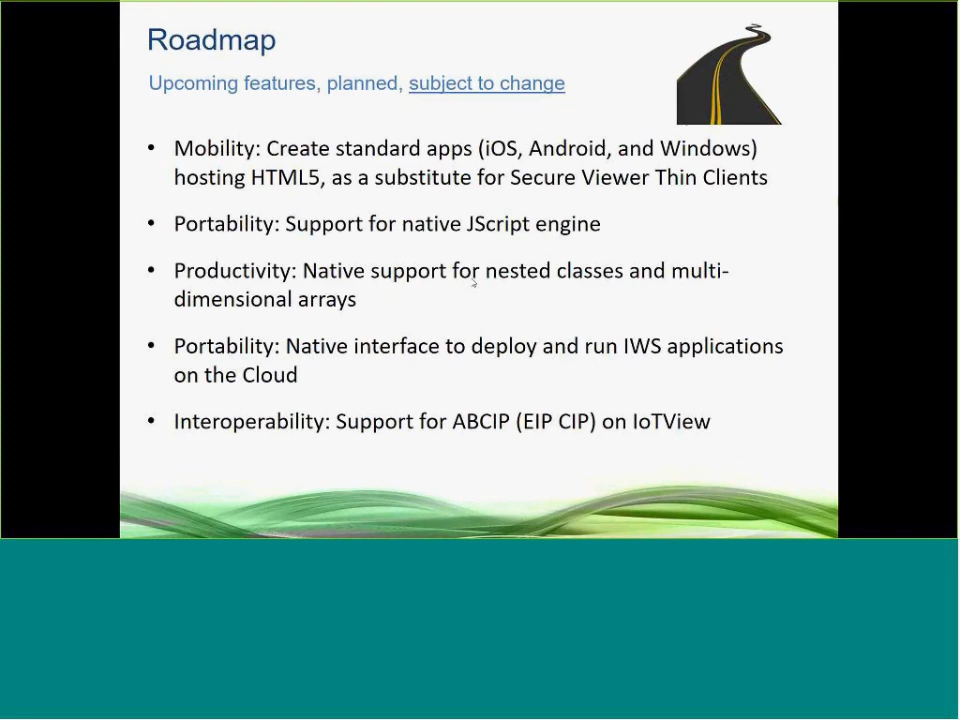 Roadmap
Upcoming features, planned, subject to change
• Mobility: Create standard apps (iOS, Android, and Windows)
hosting HTML5, as a substitute for Secure Viewer Thin Clients
• Portability: Support for native JScript engine
• Productivity: Native support for nested classes and multi-
dimensional arrays
• Portability: Native interface to deploy and run IWS applications
on the Cloud
• Interoperability: Support for ABCIP (EIP CIP) on IoTView